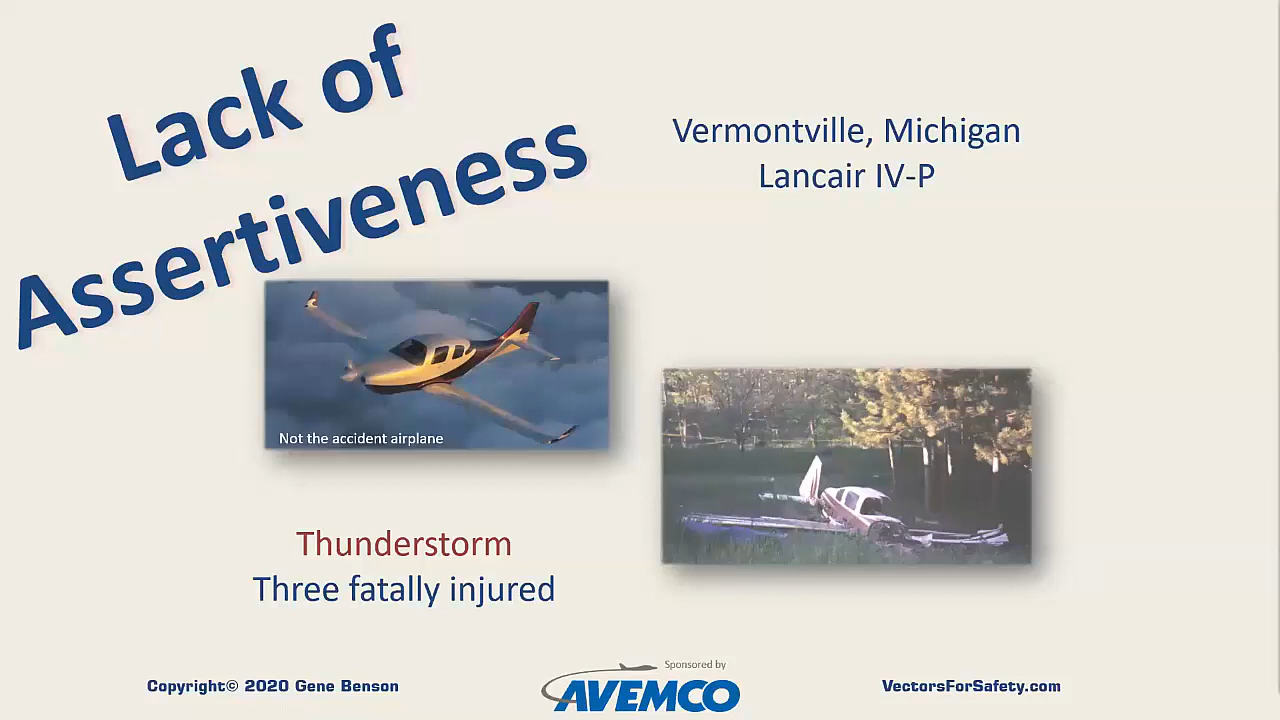 Lack of
Assertiveness
Vermontville, Michigan
Lancair IV-P
Not the accident airplane
Thunderstorm
Three fatally injured
Copyright© 2020 Gene Benson
Sponsored by
AVEMCO
VectorsForSafety.com